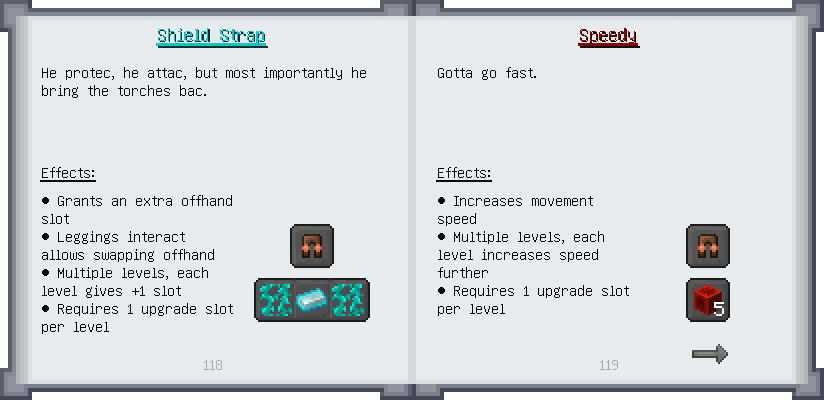 Shield Strap
He protec, he attac, but most importantly he
bring the torches bac.
Effects:
● Grants an extra offhand
slot
● Leggings interact
allows swapping offhand
● Multiple levels, each
level gives +1 slot
● Requires 1 upgrade slot
per level
118
Speedy
Gotta go fast.
Effects:
● Increases movement
speed
● Multiple levels, each
level increases speed
further
● Requires 1 upgrade slot
per level
5
119